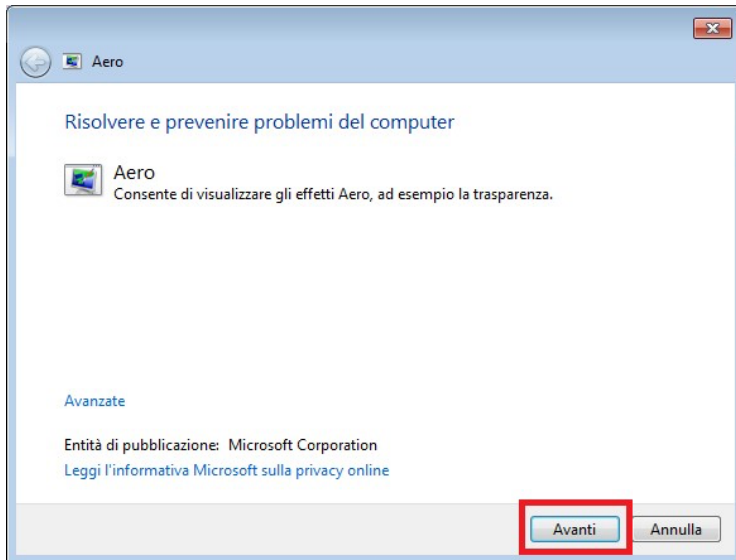 Aero
Risolvere e prevenire problemi del computer
Aero
Consente di visualizzare gli effetti Aero, ad esempio la trasparenza.
Avanzate
Entità di pubblicazione: Microsoft Corporation
Leggi l'informativa Microsoft sulla privacy online
Avanti Annulla